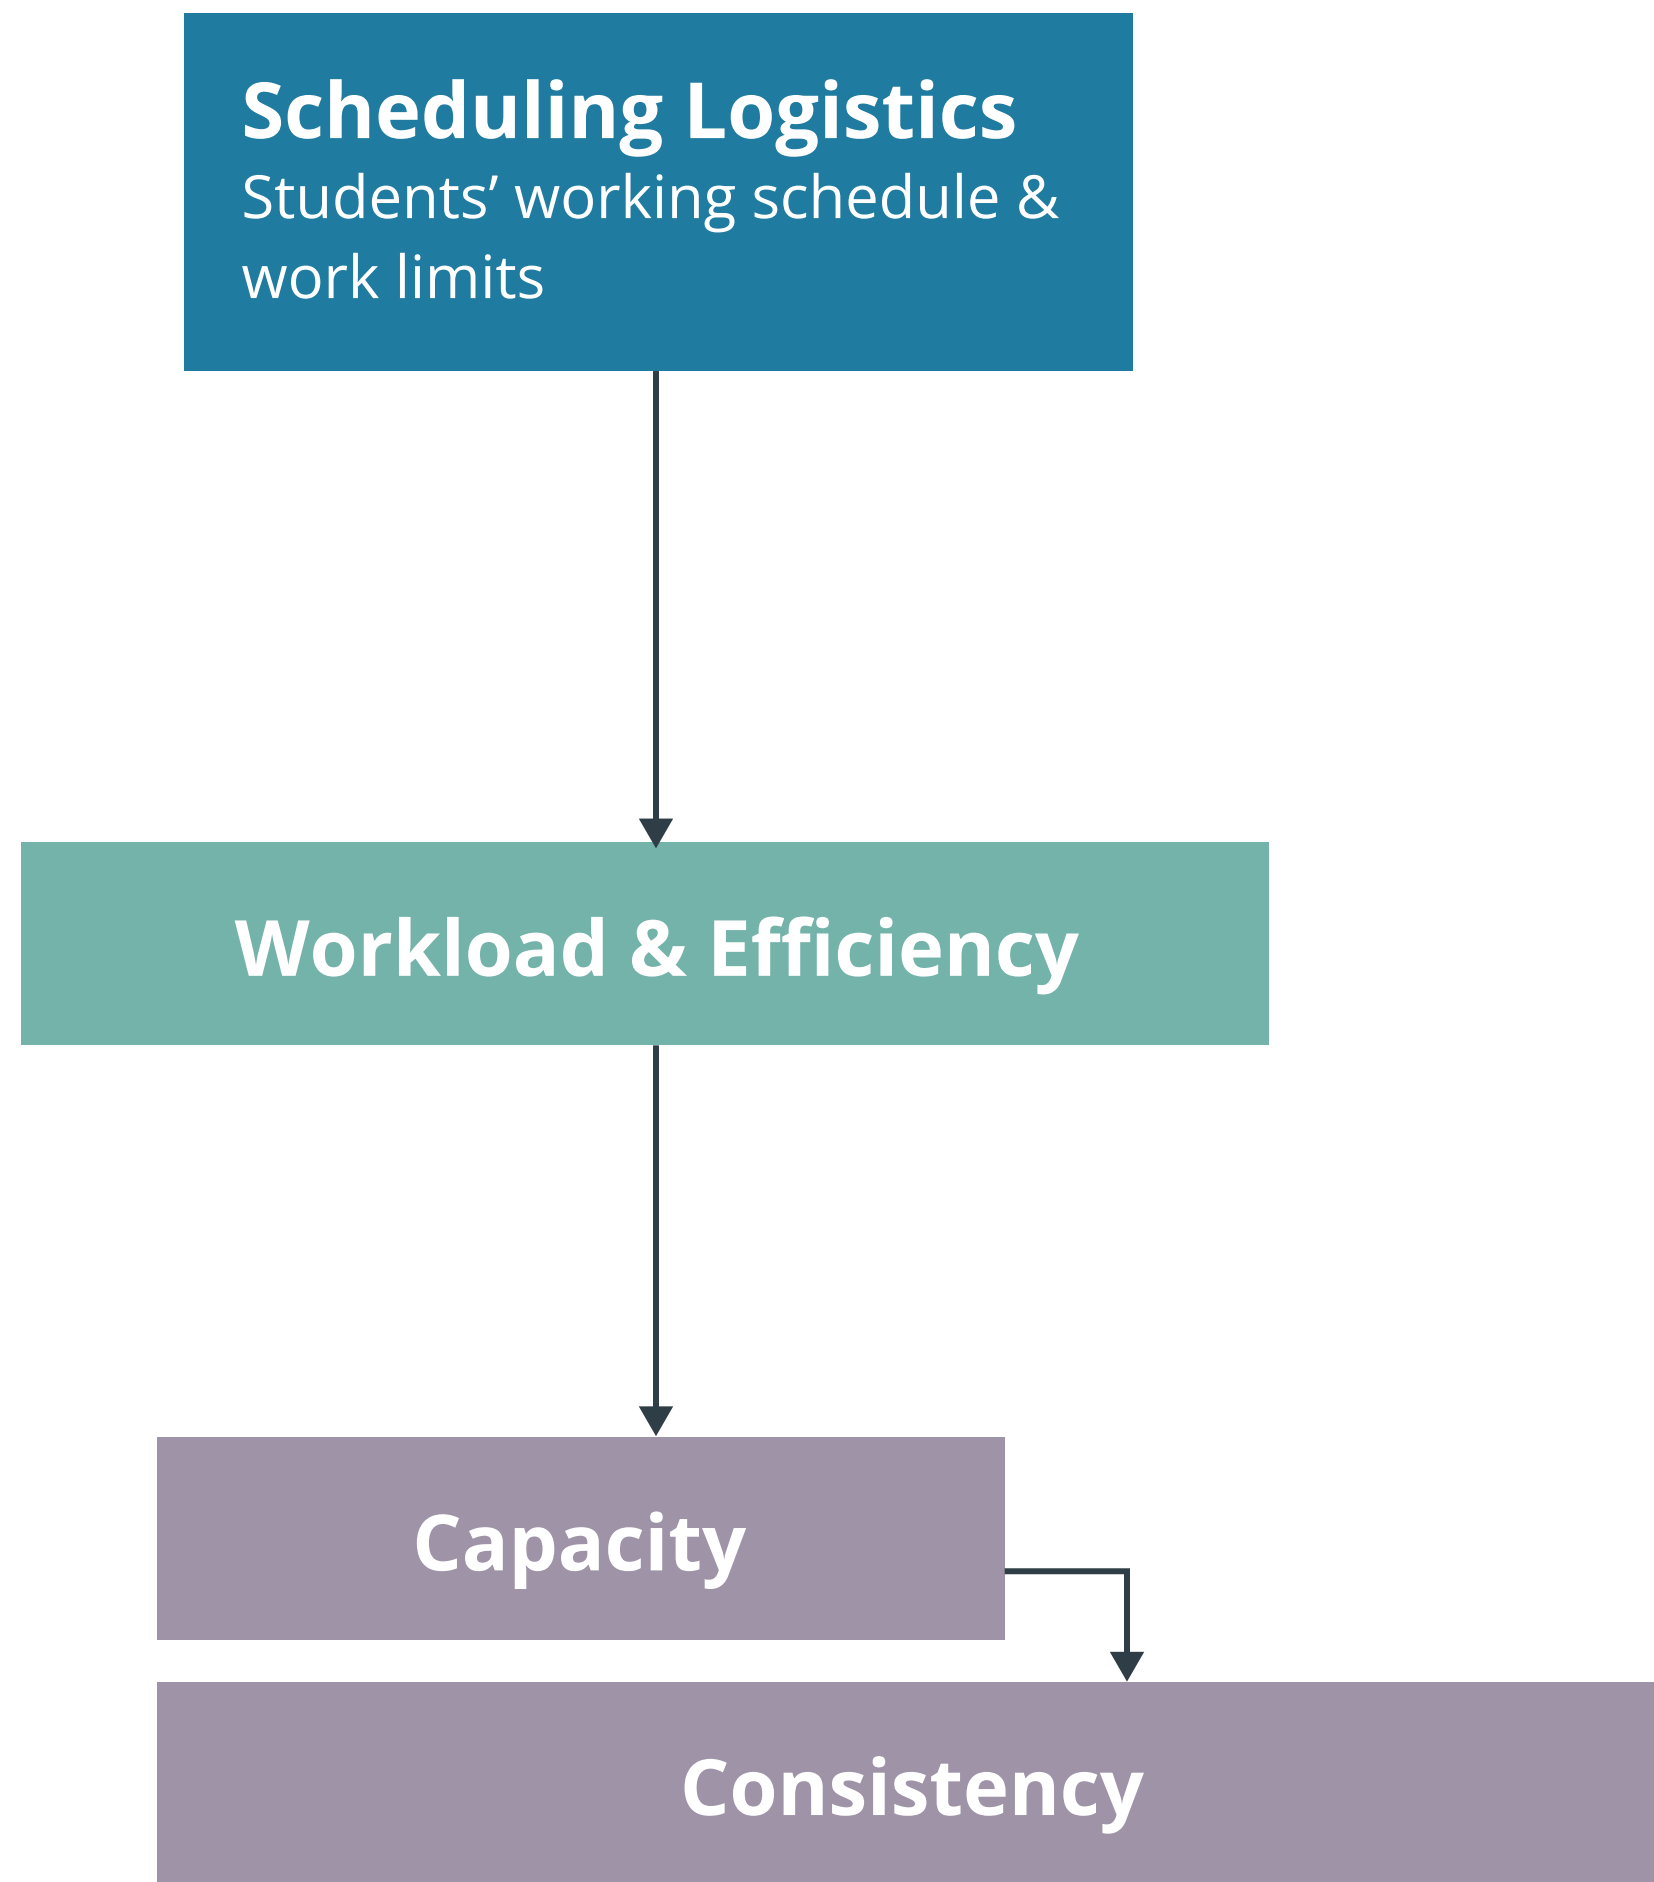 Scheduling Logistics
Students’ working schedule &
work limits
Workload & Efficiency
Capacity
Consistency